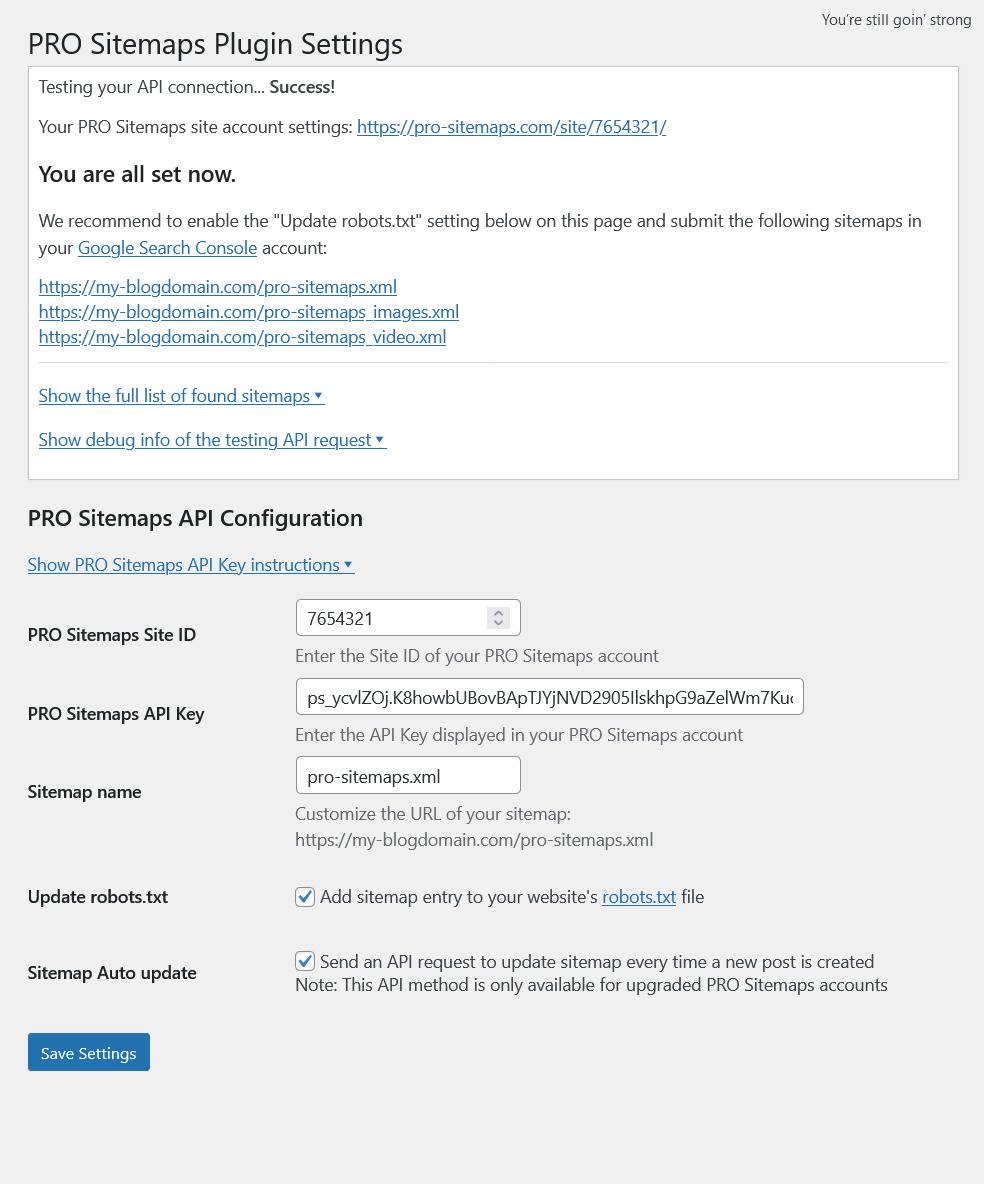 You’re still goin’ strong
PRO Sitemaps Plugin Settings
Testing your API connection... Success!
Your PRO Sitemaps site account settings: https://pro-sitemaps.com/site/7654321/
You are all set now.
We recommend to enable the "Update robots.txt" setting below on this page and submit the following sitemaps in
your Google Search Console account:
https://my-blogdomain.com/pro-sitemaps.xml
https://my-blogdomain.com/pro-sitemaps_images.xml
https://my-blogdomain.com/pro-sitemaps_video.xml
Show the full list of found sitemaps ▾
Show debug info of the testing API request ▾
PRO Sitemaps API Configuration
Show PRO Sitemaps API Key instructions ▾
PRO Sitemaps Site ID
7654321
Enter the Site ID of your PRO Sitemaps account
PRO Sitemaps API Key
Enter the API Key displayed in your PRO Sitemaps account
Sitemap name
pro-sitemaps.xml
Customize the URL of your sitemap:
https://my-blogdomain.com/pro-sitemaps.xml
Update robots.txt
Add sitemap entry to your website's robots.txt file
Sitemap Auto update
Send an API request to update sitemap every time a new post is created
Note: This API method is only available for upgraded PRO Sitemaps accounts
Save Settings